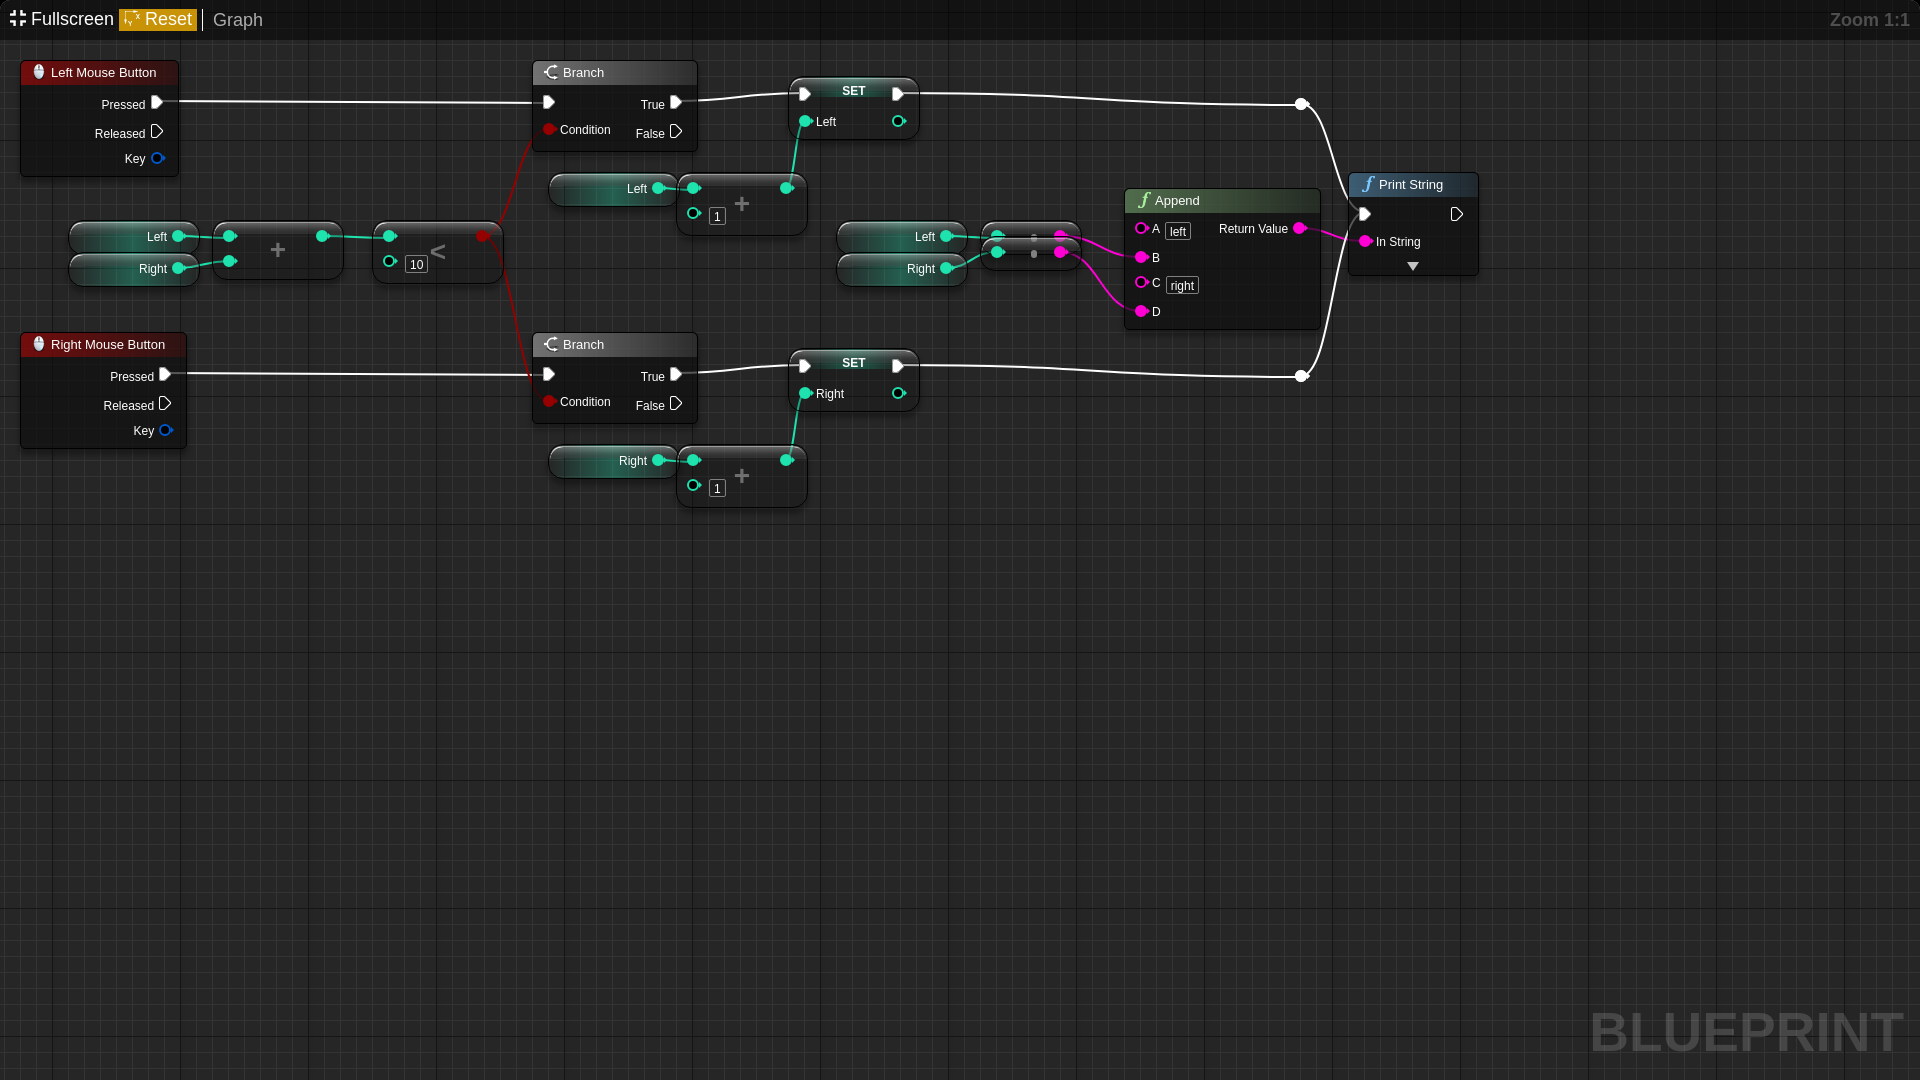 Fullscreen Reset Graph Zoom 1:1
Left Mouse Button
Pressed
Released
Key
Branch
True
Condition
False
SET
Left
Left
1
+
Left
Right
+
10
<
Left
Right
Append
A left
Return Value
B
C right
D
Print String
In String
Right Mouse Button
Pressed
Released
Key
Branch
True
Condition
False
SET
Right
Right
1
+
BLUEPRINT